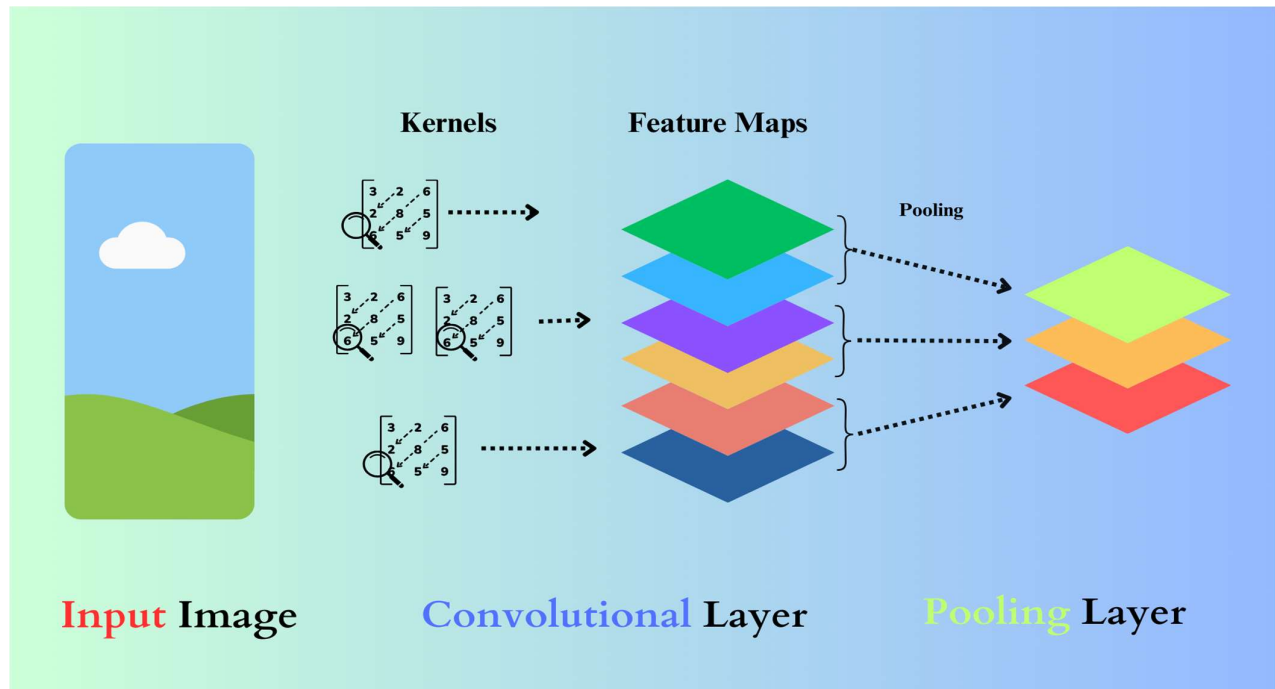 Kernels
Feature Maps
3 2 6
2 8 5
6 5 9
Pooling
3 2 6
2 8 5
6 5 9
3 2 6
2 8 5
6 5 9
3 2 6
2 8 5
6 5 9
Input Image
Convolutional Layer
Pooling Layer